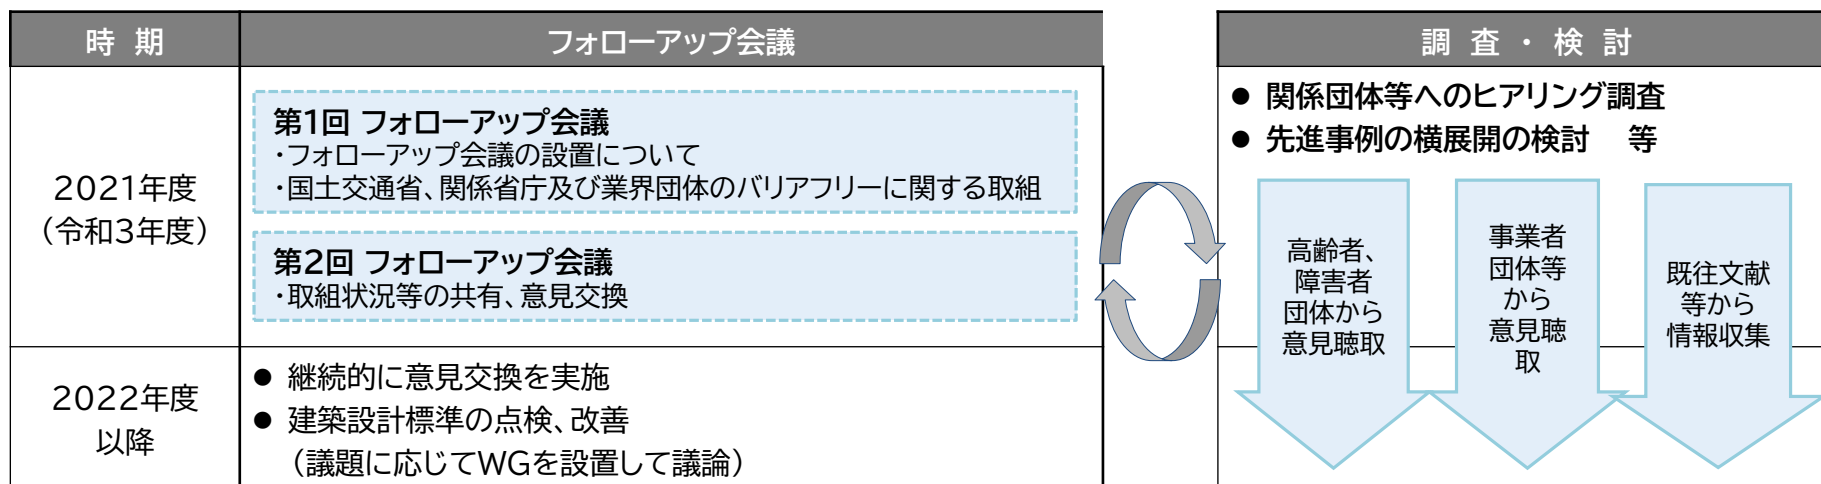 時 期
フォローアップ会議
調 査 ・ 検 討
2021年度
(令和3年度)
第1回 フォローアップ会議
・フォローアップ会議の設置について
・国土交通省、関係省庁及び業界団体のバリアフリーに関する取組
第2回 フォローアップ会議
・取組状況等の共有、意見交換
2022年度
以降
● 継続的に意見交換を実施
● 建築設計標準の点検、改善
(議題に応じてWGを設置して議論)
● 関係団体等へのヒアリング調査
● 先進事例の横展開の検討 等
高齢者、
障害者
団体から
意見聴取
事業者
団体等
から
意見聴
取
既往文献
等から
情報収集